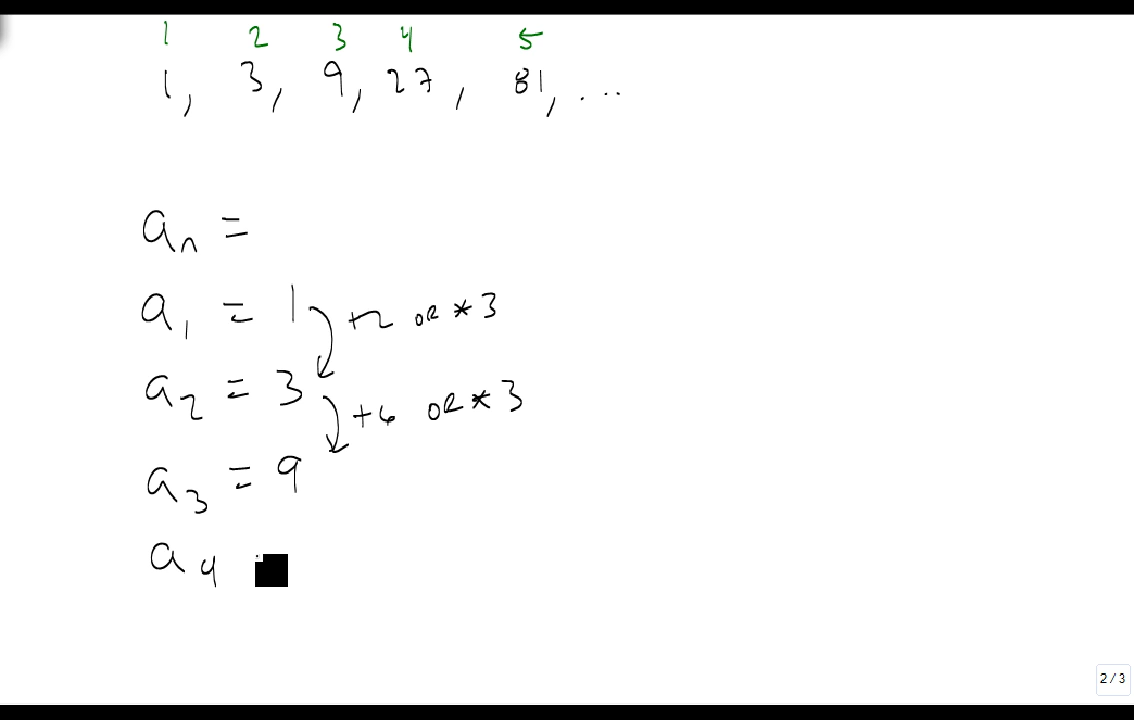 1 2 3 4 5
1, 3, 9, 27, 81, ...
aₙ =
a₁ = 1 +2 OR * 3
a₂ = 3 +6 OR * 3
a₃ = 9
a₄
2/3